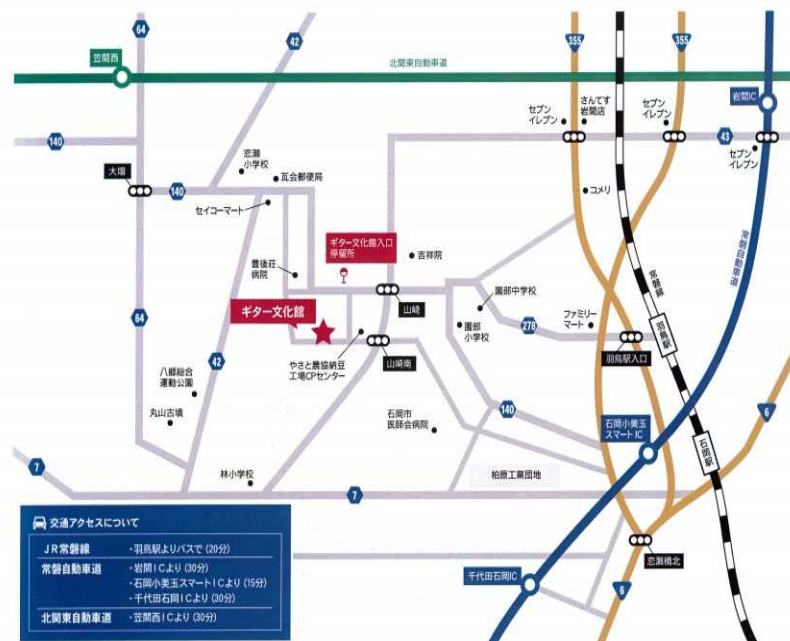 64
42
355
355
笠間西
北関東自動車道
岩間IC
セブン
イレブン
さんてす
岩間店
セブン
イレブン
140
43
恋瀬
小学校
セブン
イレブン
大増
瓦会郵便局
140
コメリ
セイコーマート
常磐自動車道
ギター文化館入口
停留所
吉祥院
豊後荘
病院
常磐線
園部中学校
ギター文化館
山崎
ファミリー
マート
羽鳥駅
64
園部
小学校
278
42
やさと農協納豆
工場CPセンター
山崎南
羽鳥駅入口
八郷総合
運動公園
6
丸山古墳
140
石岡市
医師会病院
石岡小美玉
スマートIC
石岡駅
7
林小学校
柏原工業団地
7
交通アクセスについて
JR常磐線
・羽鳥駅よりバスで(20分)
常磐自動車道
・岩間ICより(30分)
・石岡小美玉スマートICより(15分)
・千代田石岡ICより(30分)
北関東自動車道
・笠間西ICより(30分)
恋瀬橋北
千代田石岡IC
6